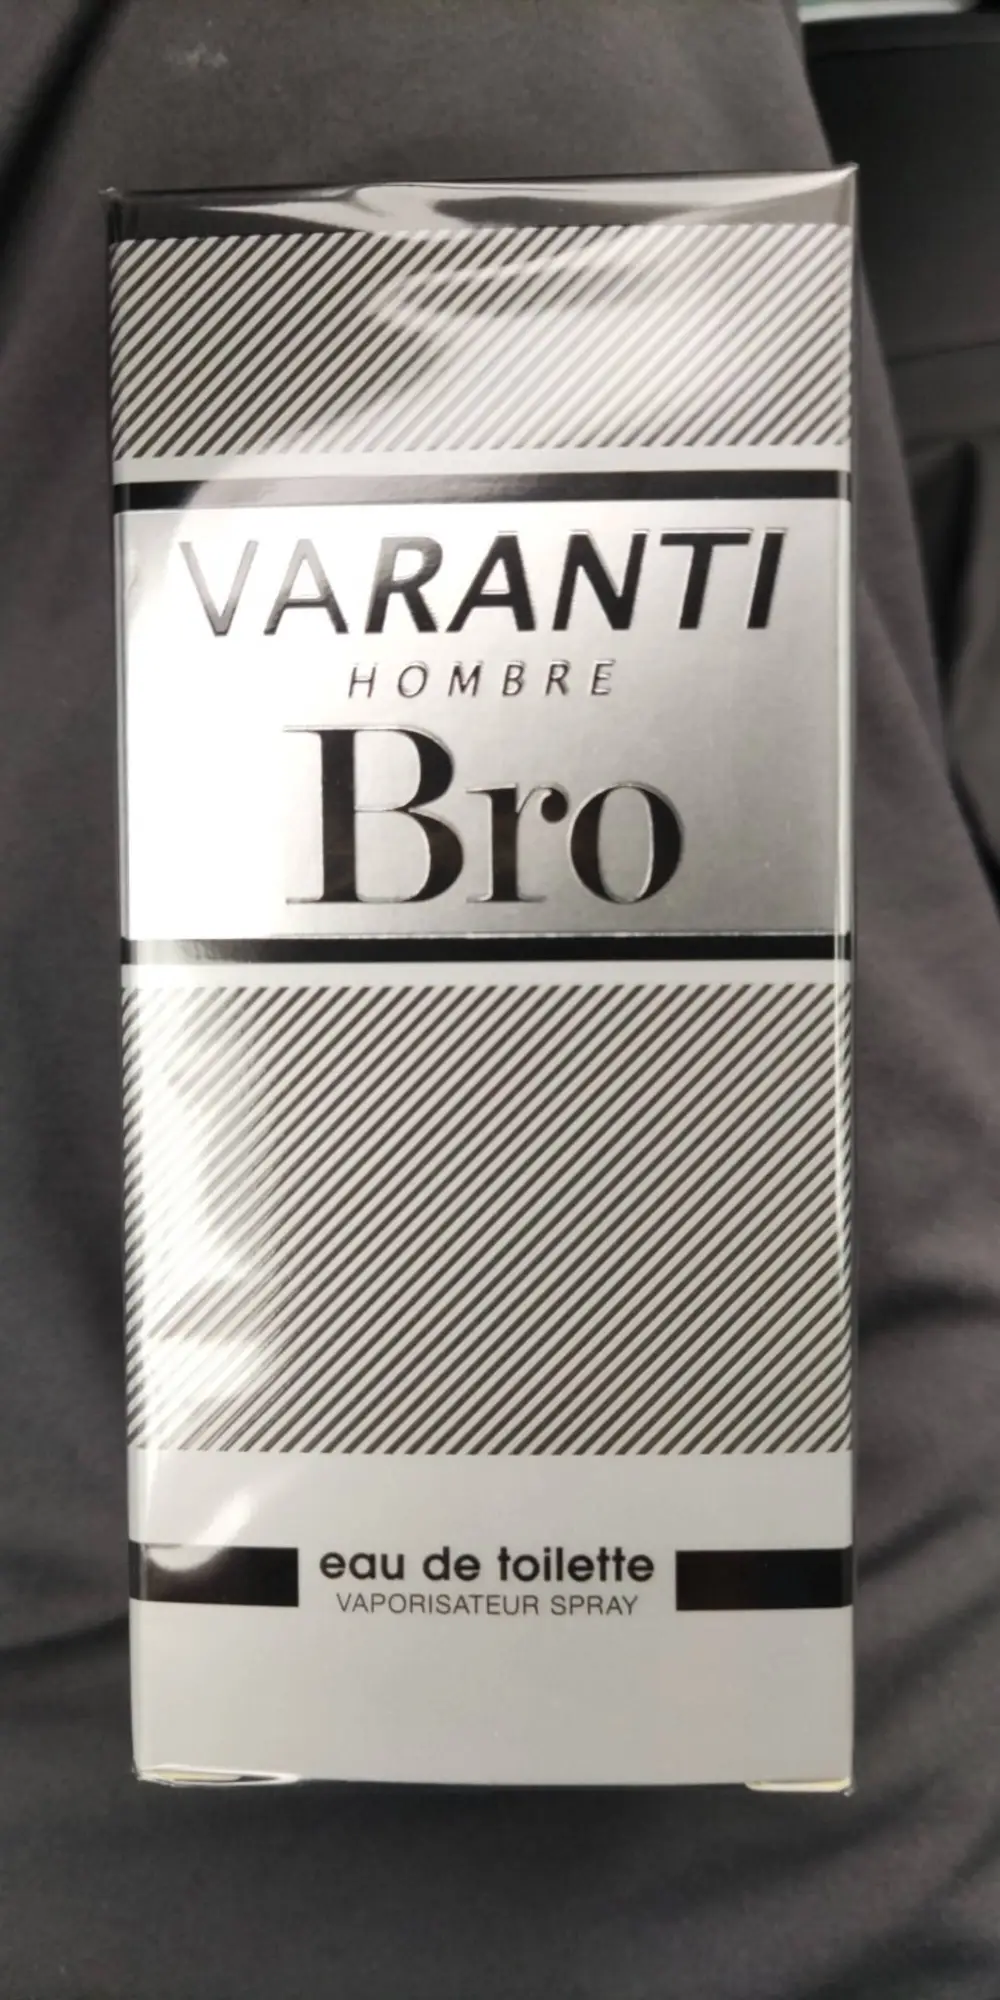 VARANTI
HOMBRE
Bro
eau de toilette
VAPORISATEUR SPRAY